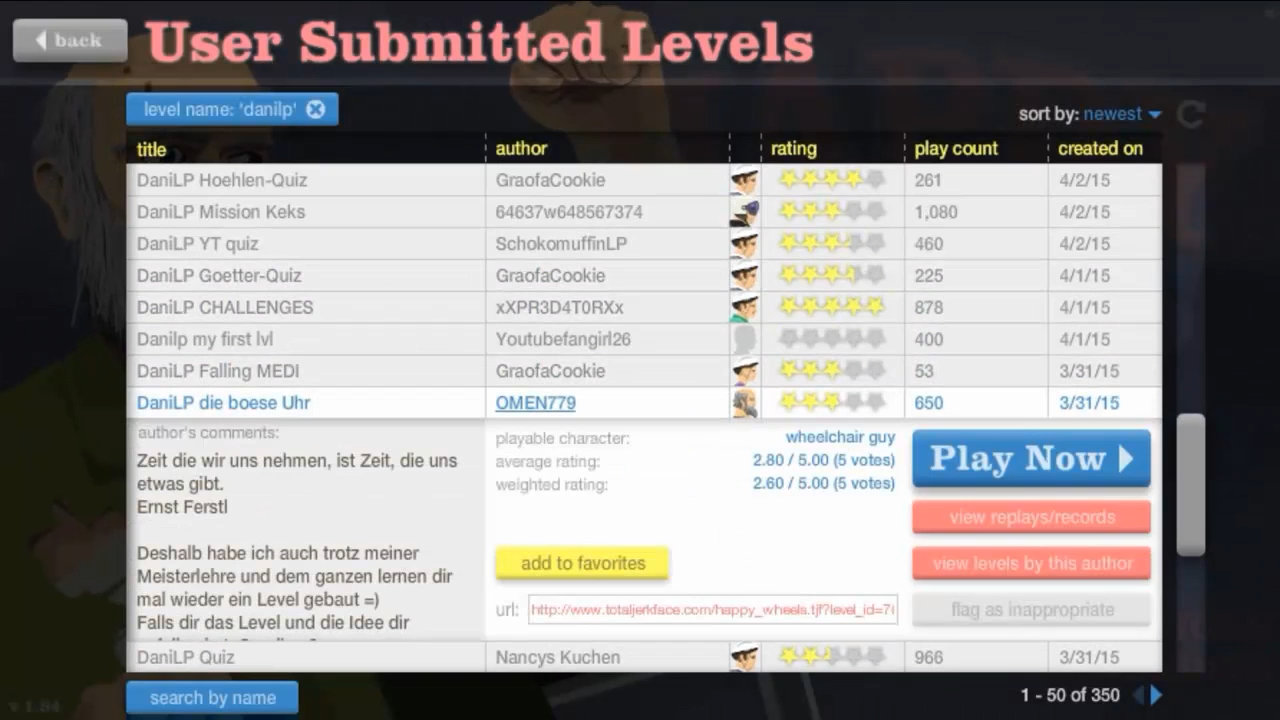 back
User Submitted Levels
level name: 'danilp'
sort by: newest
title author rating play count created on
DaniLP Hoehlen-Quiz GraofaCookie 261 4/2/15
DaniLP Mission Keks 64637w648567374 1,080 4/2/15
DaniLP YT quiz SchokomuffinLP 460 4/2/15
DaniLP Goetter-Quiz GraofaCookie 225 4/1/15
DaniLP CHALLENGES xXPR3D4T0RXx 878 4/1/15
Danilp my first lvl Youtubefangirl26 400 4/1/15
DaniLP Falling MEDI GraofaCookie 53 3/31/15
DaniLP die boese Uhr OMEN779 650 3/31/15
author's comments:
Zeit die wir uns nehmen, ist Zeit, die uns
etwas gibt.
Ernst Ferstl
Deshalb habe ich auch trotz meiner
Meisterlehre und dem ganzen lernen dir
mal wieder ein Level gebaut =)
Falls dir das Level und die Idee dir
playable character: wheelchair guy
average rating: 2.80 / 5.00 (5 votes)
weighted rating: 2.60 / 5.00 (5 votes)
add to favorites
url: http://www.totaljerkface.com/happy_wheels.tjf?level_id=7
Play Now
view replays/records
view levels by this author
flag as inappropriate
DaniLP Quiz Nancys Kuchen 966 3/31/15
search by name
1 - 50 of 350
v 1.84